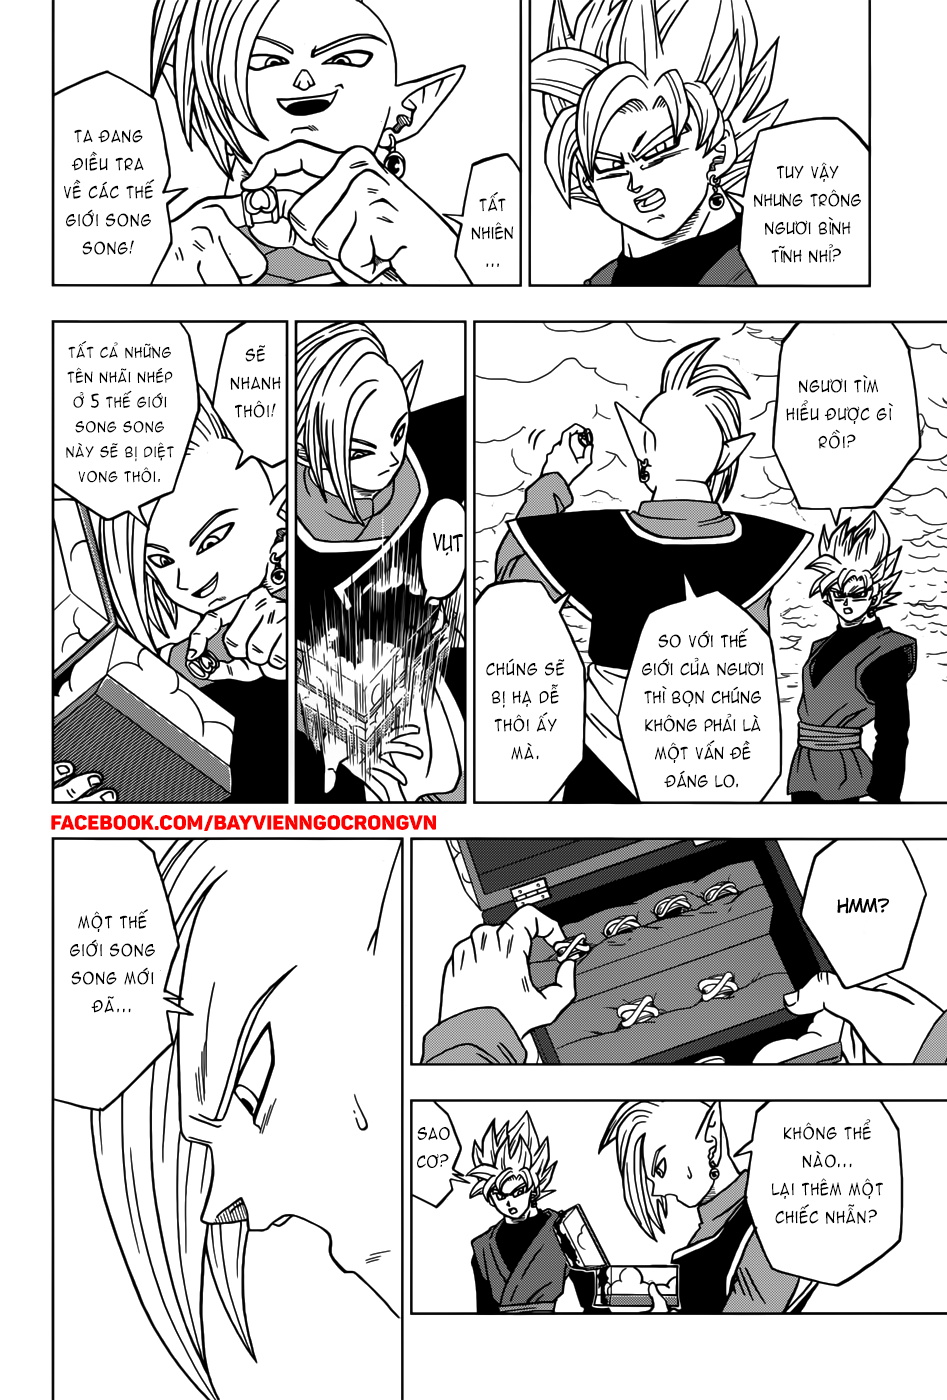 TUY VẬY
NHƯNG TRÔNG
NGƯƠI BÌNH
TĨNH NHỈ?
TẤT
NHIÊN
...
TA ĐANG
ĐIỀU TRA
VỀ CÁC THẾ
GIỚI SONG
SONG!
NGƯƠI TÌM
HIỂU ĐƯỢC GÌ
RỒI?
SO VỚI THẾ
GIỚI CỦA NGƯƠI
THÌ BỌN CHÚNG
KHÔNG PHẢI LÀ
MỘT VẤN ĐỀ
ĐÁNG LO.
CHÚNG SẼ
BỊ HẠ DỄ
THÔI ẤY
MÀ.
VỤT
SẼ
NHANH
THÔI!
TẤT CẢ NHỮNG
TÊN NHÃI NHÉP
Ở 5 THẾ GIỚI
SONG SONG
NÀY SẼ BỊ DIỆT
VONG THÔI.
FACEBOOK.COM/BAYVIENNGOCRONGVN
HMM?
KHÔNG THỂ
NÀO...
LẠI THÊM MỘT
CHIẾC NHẪN?
SAO
CƠ?
MỘT THẾ
GIỚI SONG
SONG MỚI
ĐÃ...